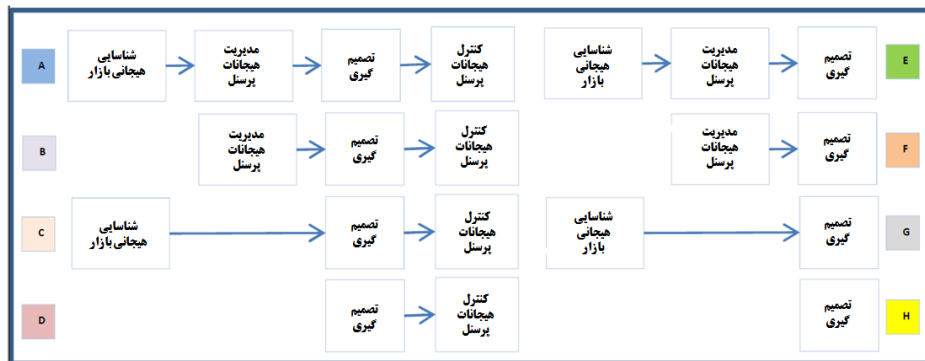 A
شناسایی
هیجانی بازار
مدیریت
هیجانات
پرسنل
تصمیم
گیری
کنترل
هیجانات
پرسنل
شناسایی
هیجانی
بازار
مدیریت
هیجانات
پرسنل
تصمیم
گیری
E
B
مدیریت
هیجانات
پرسنل
تصمیم
گیری
کنترل
هیجانات
پرسنل
مدیریت
هیجانات
پرسنل
تصمیم
گیری
F
C
شناسایی
هیجانی بازار
تصمیم
گیری
کنترل
هیجانات
پرسنل
شناسایی
هیجانی
بازار
تصمیم
گیری
G
D
تصمیم
گیری
کنترل
هیجانات
پرسنل
تصمیم
گیری
H